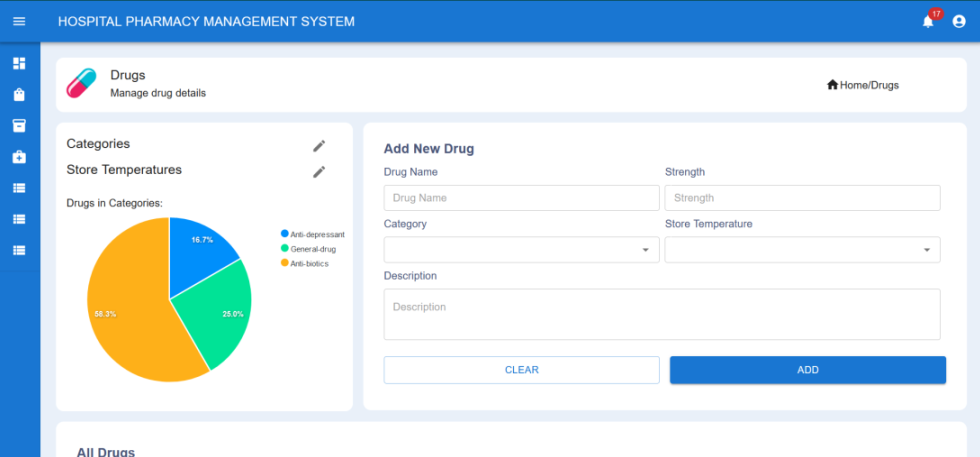 HOSPITAL PHARMACY MANAGEMENT SYSTEM
17
Drugs
Manage drug details
Home/Drugs
Categories
Store Temperatures
Drugs in Categories:
16.7%
25.0%
58.3%
Anti-depressant
General-drug
Anti-biotics
Add New Drug
Drug Name
Strength
Drug Name
Strength
Category
Store Temperature
Description
Description
CLEAR
ADD
All Drugs